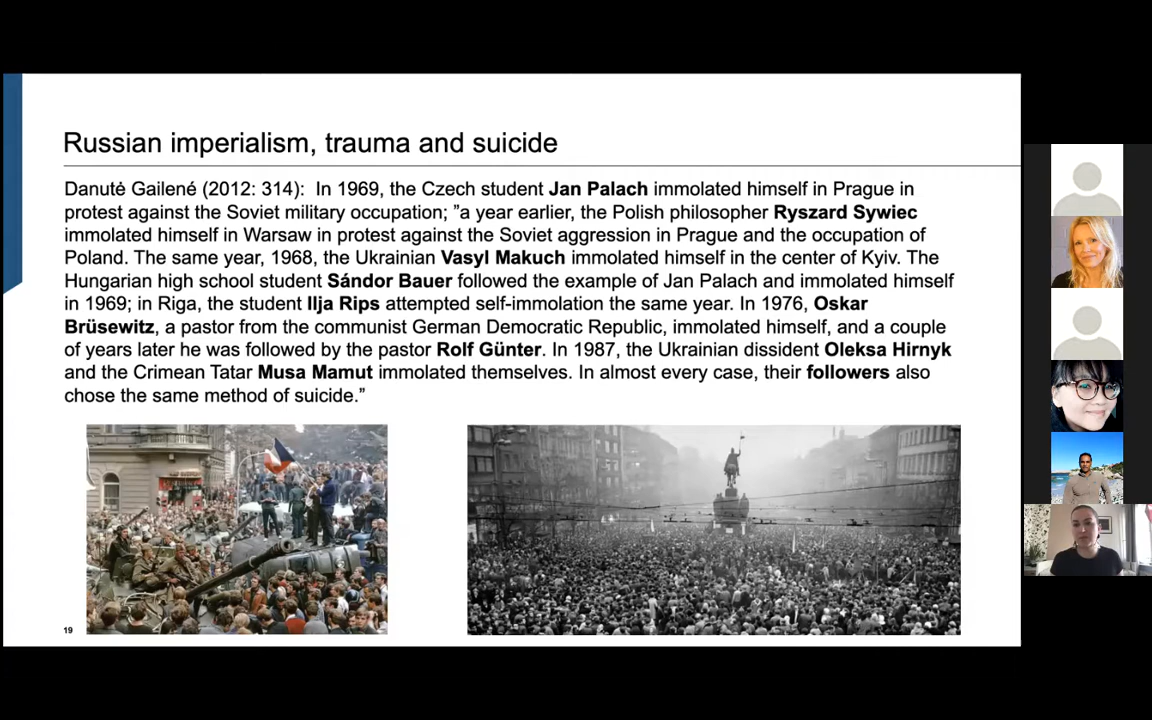 Russian imperialism, trauma and suicide
Danutė Gailenė (2012: 314):  In 1969, the Czech student Jan Palach immolated himself in Prague in
protest against the Soviet military occupation; ”a year earlier, the Polish philosopher Ryszard Sywiec
immolated himself in Warsaw in protest against the Soviet aggression in Prague and the occupation of
Poland. The same year, 1968, the Ukrainian Vasyl Makuch immolated himself in the center of Kyiv. The
Hungarian high school student Sándor Bauer followed the example of Jan Palach and immolated himself
in 1969; in Riga, the student Ilja Rips attempted self-immolation the same year. In 1976, Oskar
Brüsewitz, a pastor from the communist German Democratic Republic, immolated himself, and a couple
of years later he was followed by the pastor Rolf Günter. In 1987, the Ukrainian dissident Oleksa Hirnyk
and the Crimean Tatar Musa Mamut immolated themselves. In almost every case, their followers also
chose the same method of suicide.”
19